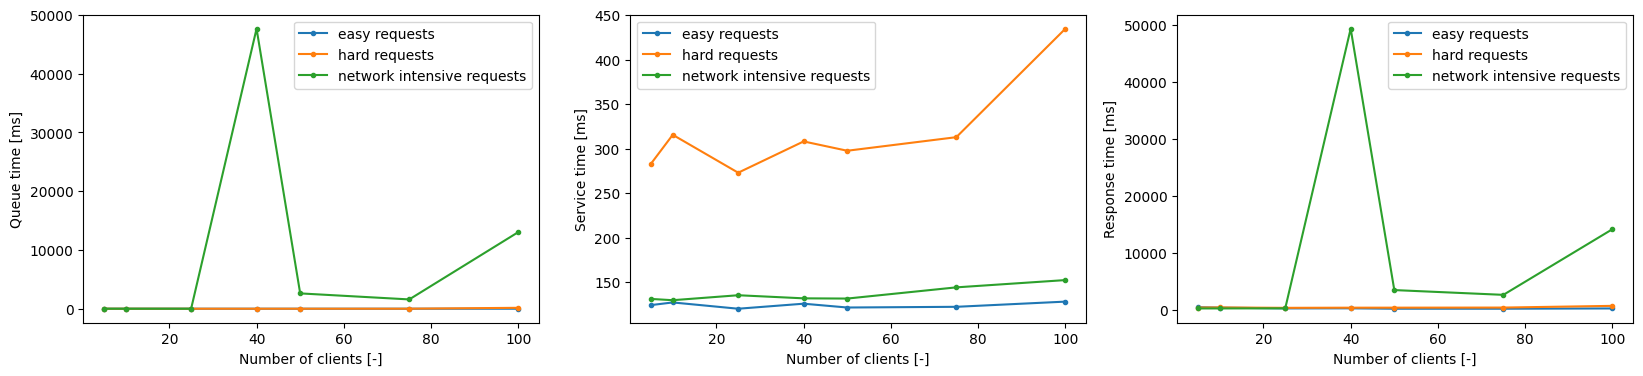 Queue time [ms]
50000
40000
30000
20000
10000
0
20
40
60
80
100
Number of clients [-]
easy requests
hard requests
network intensive requests
Service time [ms]
450
400
350
300
250
200
150
20
40
60
80
100
Number of clients [-]
easy requests
hard requests
network intensive requests
Response time [ms]
50000
40000
30000
20000
10000
0
20
40
60
80
100
Number of clients [-]
easy requests
hard requests
network intensive requests